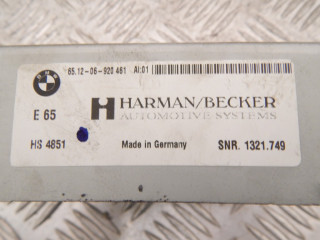 BMW
65.12-06-920 461 AI:01
E 65
HARMAN/BECKER
AUTOMOTIVE SYSTEMS
HS 4851
Made in Germany
SNR. 1321.749